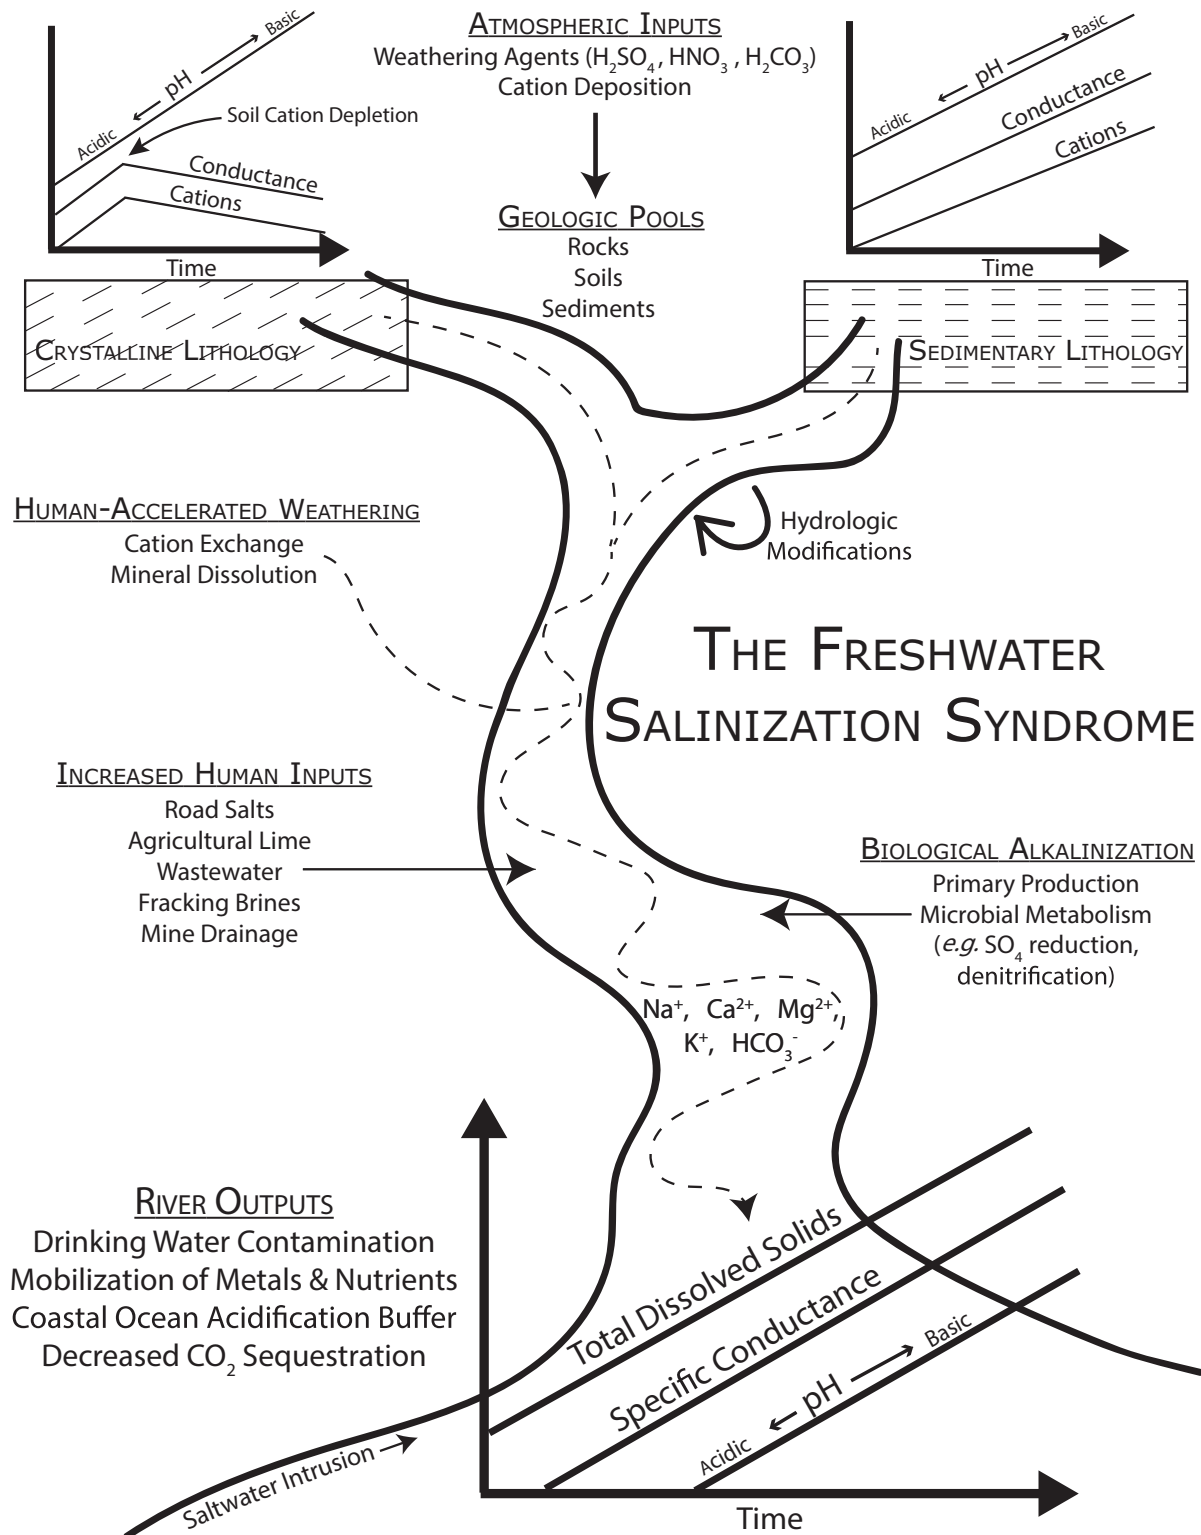 ATMOSPHERIC INPUTS
Weathering Agents (H₂SO₄, HNO₃, H₂CO₃)
Cation Deposition
Acidic
pH
Basic
Soil Cation Depletion
Conductance
Cations
Time
CRYSTALLINE LITHOLOGY
GEOLOGIC POOLS
Rocks
Soils
Sediments
Acidic
pH
Basic
Conductance
Cations
Time
SEDIMENTARY LITHOLOGY
HUMAN-ACCELERATED WEATHERING
Cation Exchange
Mineral Dissolution
Hydrologic
Modifications
THE FRESHWATER
SALINIZATION SYNDROME
INCREASED HUMAN INPUTS
Road Salts
Agricultural Lime
Wastewater
Fracking Brines
Mine Drainage
BIOLOGICAL ALKALINIZATION
Primary Production
Microbial Metabolism
(e.g. SO₄ reduction,
denitrification)
Na⁺, Ca²⁺, Mg²⁺,
K⁺, HCO₃⁻
RIVER OUTPUTS
Drinking Water Contamination
Mobilization of Metals & Nutrients
Coastal Ocean Acidification Buffer
Decreased CO₂ Sequestration
Total Dissolved Solids
Specific Conductance
Acidic
pH
Basic
Saltwater Intrusion
Time